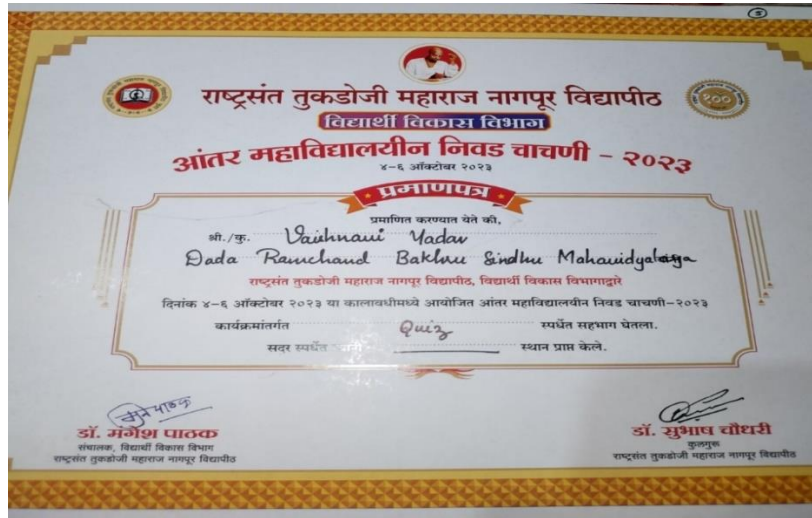 5
राष्ट्रसंत तुकडोजी महाराज नागपूर विद्यापीठ
१००
विद्यार्थी विकास विभाग
आंतर महाविद्यालयीन निवड चाचणी - २०२३
४-६ ऑक्टोबर २०२३
प्रमाणपत्र
प्रमाणित करण्यात येते की,
श्री./कु. Vaishnavi Yadav
Dada Ramchand Bakhru Sindhu Mahavidyalaya
राष्ट्रसंत तुकडोजी महाराज नागपूर विद्यापीठ, विद्यार्थी विकास विभागाद्वारे
दिनांक ४-६ ऑक्टोबर २०२३ या कालावधीमध्ये आयोजित आंतर महाविद्यालयीन निवड चाचणी-२०२३
कार्यक्रमांतर्गत Quiz स्पर्धेत सहभाग घेतला.
सदर स्पर्धेत स्थान प्राप्त केले.
डॉ. मंगेश पाठक
संचालक, विद्यार्थी विकास विभाग
राष्ट्रसंत तुकडोजी महाराज नागपूर विद्यापीठ
डॉ. सुभाष चौधरी
कुलगुरू
राष्ट्रसंत तुकडोजी महाराज नागपूर विद्यापीठ